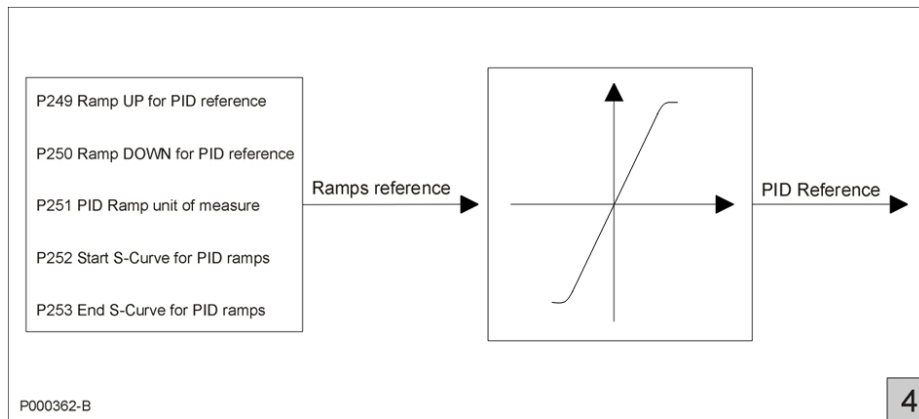 P249 Ramp UP for PID reference
P250 Ramp DOWN for PID reference
P251 PID Ramp unit of measure
P252 Start S-Curve for PID ramps
P253 End S-Curve for PID ramps
Ramps reference
PID Reference
P000362-B
4